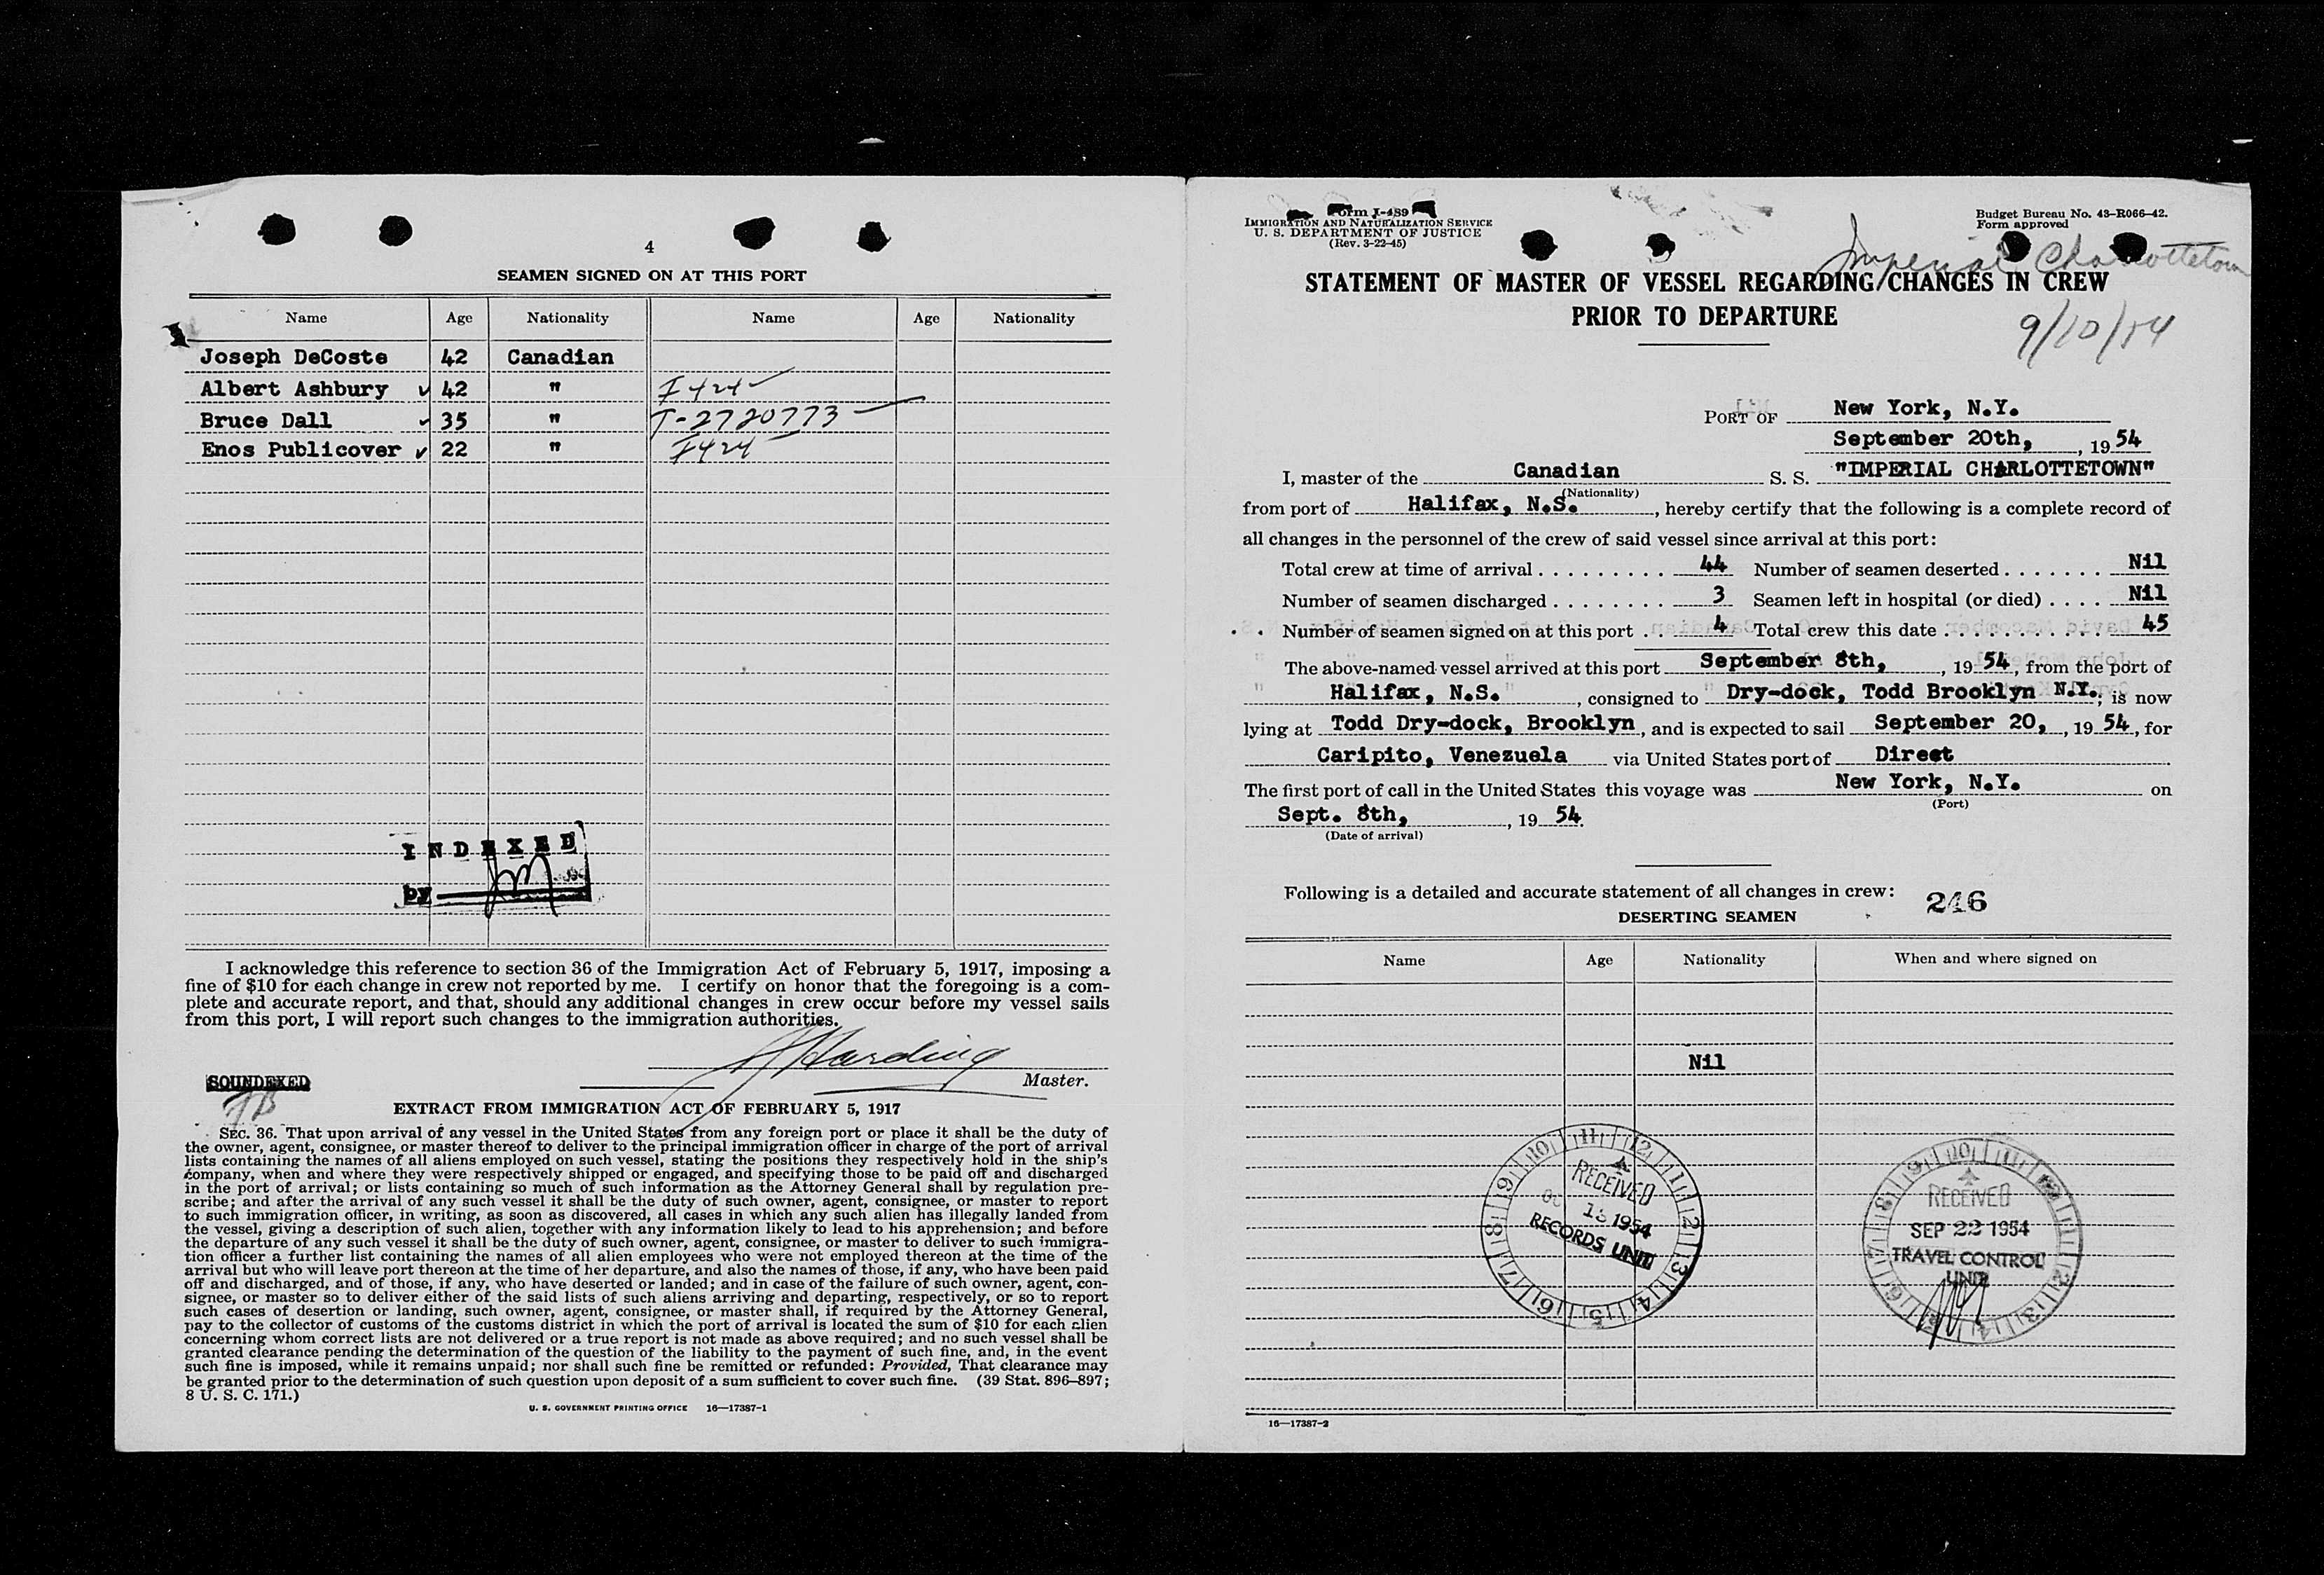 4
SEAMEN SIGNED ON AT THIS PORT
Name Age Nationality Name Age Nationality
Joseph DeCoste 42 Canadian
Albert Ashbury ✓ 42 " I424 ✓
Bruce Dall ✓ 35 " T-2720773
Enos Publicover ✓ 22 " I424
INDEXED
by
I acknowledge this reference to section 36 of the Immigration Act of February 5, 1917, imposing a
fine of $10 for each change in crew not reported by me. I certify on honor that the foregoing is a com-
plete and accurate report, and that, should any additional changes in crew occur before my vessel sails
from this port, I will report such changes to the immigration authorities.
Harding
Master.
SOUNDEXED
EXTRACT FROM IMMIGRATION ACT OF FEBRUARY 5, 1917
SEC. 36. That upon arrival of any vessel in the United States from any foreign port or place it shall be the duty of
the owner, agent, consignee, or master thereof to deliver to the principal immigration officer in charge of the port of arrival
lists containing the names of all aliens employed on such vessel, stating the positions they respectively hold in the ship's
company, when and where they were respectively shipped or engaged, and specifying those to be paid off and discharged
in the port of arrival; or lists containing so much of such information as the Attorney General shall by regulation pre-
scribe; and after the arrival of any such vessel it shall be the duty of such owner, agent, consignee, or master to report
to such immigration officer, in writing, as soon as discovered, all cases in which any such alien has illegally landed from
the vessel, giving a description of such alien, together with any information likely to lead to his apprehension; and before
the departure of any such vessel it shall be the duty of such owner, agent, consignee, or master to deliver to such immigra-
tion officer a further list containing the names of all alien employees who were not employed thereon at the time of the
arrival but who will leave port thereon at the time of her departure, and also the names of those, if any, who have been paid
off and discharged, and of those, if any, who have deserted or landed; and in case of the failure of such owner, agent, con-
signee, or master so to deliver either of the said lists of such aliens arriving and departing, respectively, or so to report
such cases of desertion or landing, such owner, agent, consignee, or master shall, if required by the Attorney General,
pay to the collector of customs of the customs district in which the port of arrival is located the sum of $10 for each alien
concerning whom correct lists are not delivered or a true report is not made as above required; and no such vessel shall be
granted clearance pending the determination of the question of the liability to the payment of such fine, and, in the event
such fine is imposed, while it remains unpaid; nor shall such fine be remitted or refunded: Provided, That clearance may
be granted prior to the determination of such question upon deposit of a sum sufficient to cover such fine. (39 Stat. 896–897;
8 U. S. C. 171.)
U. S. GOVERNMENT PRINTING OFFICE 16—17387-1
Form I-489
IMMIGRATION AND NATURALIZATION SERVICE
U. S. DEPARTMENT OF JUSTICE
(Rev. 3-22-45)
Budget Bureau No. 43-R066-42.
Form approved
Imperial Charlottetown
STATEMENT OF MASTER OF VESSEL REGARDING CHANGES IN CREW
PRIOR TO DEPARTURE
9/10/54
PORT OF New York, N.Y.
September 20th, , 19 54
I, master of the Canadian S. S. "IMPERIAL CHARLOTTETOWN"
(Nationality)
from port of Halifax, N.S. , hereby certify that the following is a complete record of
all changes in the personnel of the crew of said vessel since arrival at this port:
Total crew at time of arrival 44 Number of seamen deserted Nil
Number of seamen discharged 3 Seamen left in hospital (or died) Nil
Number of seamen signed on at this port 4 Total crew this date 45
The above-named vessel arrived at this port September 8th, , 19 54, from the port of
Halifax, N.S. , consigned to Dry-dock, Todd Brooklyn N.Y., is now
lying at Todd Dry-dock, Brooklyn, and is expected to sail September 20, , 19 54, for
Caripito, Venezuela via United States port of Direct
The first port of call in the United States this voyage was New York, N.Y. on
(Port)
Sept. 8th, , 19 54.
(Date of arrival)
Following is a detailed and accurate statement of all changes in crew:
246
DESERTING SEAMEN
Name Age Nationality When and where signed on
Nil
RECEIVED
1954
RECORDS UNIT
RECEIVED
SEP 22 1954
TRAVEL CONTROL
UNIT
16—17387-2